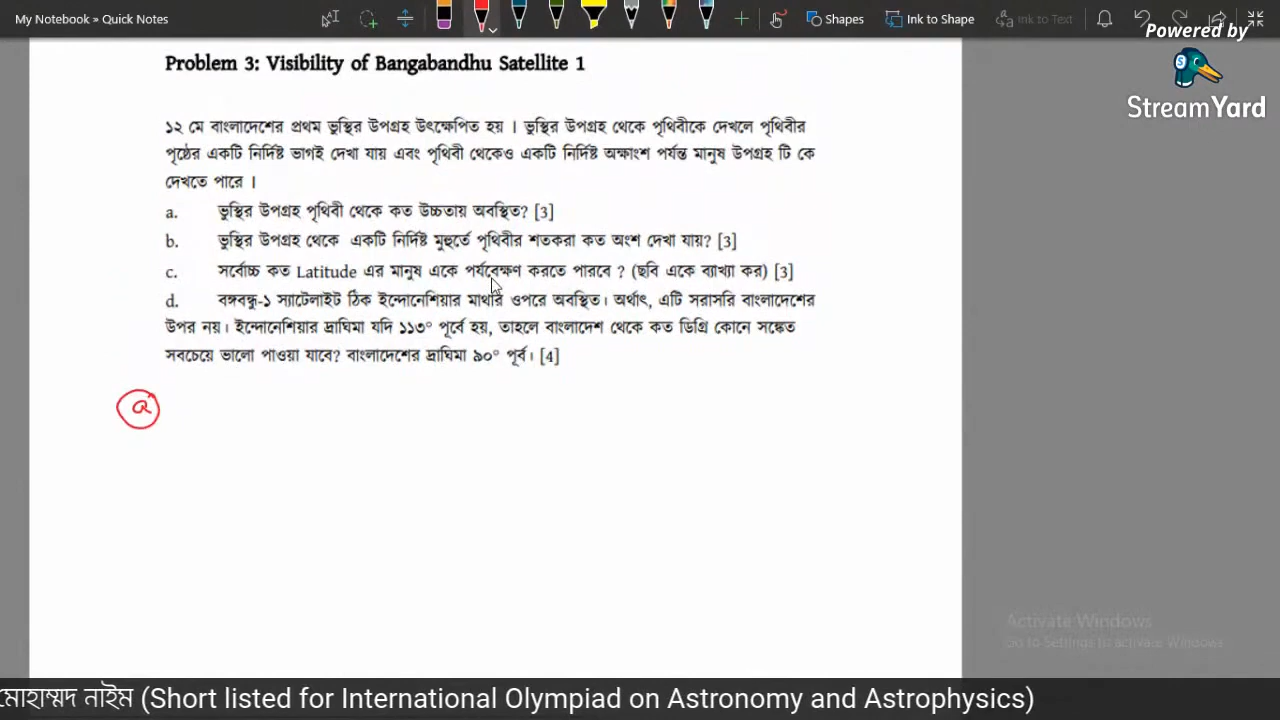 My Notebook » Quick Notes
Shapes
Ink to Shape
Ink to Text
Powered by
StreamYard
Problem 3: Visibility of Bangabandhu Satellite 1
১২ মে বাংলাদেশের প্রথম ভুস্থির উপগ্রহ উৎক্ষেপিত হয় । ভুস্থির উপগ্রহ থেকে পৃথিবীকে দেখলে পৃথিবীর
পৃষ্ঠের একটি নির্দিষ্ট ভাগই দেখা যায় এবং পৃথিবী থেকেও একটি নির্দিষ্ট অক্ষাংশ পর্যন্ত মানুষ উপগ্রহ টি কে
দেখতে পারে ।
a. ভুস্থির উপগ্রহ পৃথিবী থেকে কত উচ্চতায় অবস্থিত? [3]
b. ভুস্থির উপগ্রহ থেকে একটি নির্দিষ্ট মুহুর্তে পৃথিবীর শতকরা কত অংশ দেখা যায়? [3]
c. সর্বোচ্চ কত Latitude এর মানুষ একে পর্যবেক্ষণ করতে পারবে ? (ছবি একে ব্যাখ্যা কর) [3]
d. বঙ্গবন্ধু-১ স্যাটেলাইট ঠিক ইন্দোনেশিয়ার মাথার ওপরে অবস্থিত। অর্থাৎ, এটি সরাসরি বাংলাদেশের
উপর নয়। ইন্দোনেশিয়ার দ্রাঘিমা যদি ১১৩° পূর্বে হয়, তাহলে বাংলাদেশ থেকে কত ডিগ্রি কোনে সঙ্কেত
সবচেয়ে ভালো পাওয়া যাবে? বাংলাদেশের দ্রাঘিমা ৯০° পূর্ব। [4]
a
Activate Windows
Go to Settings to activate Windows.
মোহাম্মদ নাইম (Short listed for International Olympiad on Astronomy and Astrophysics)